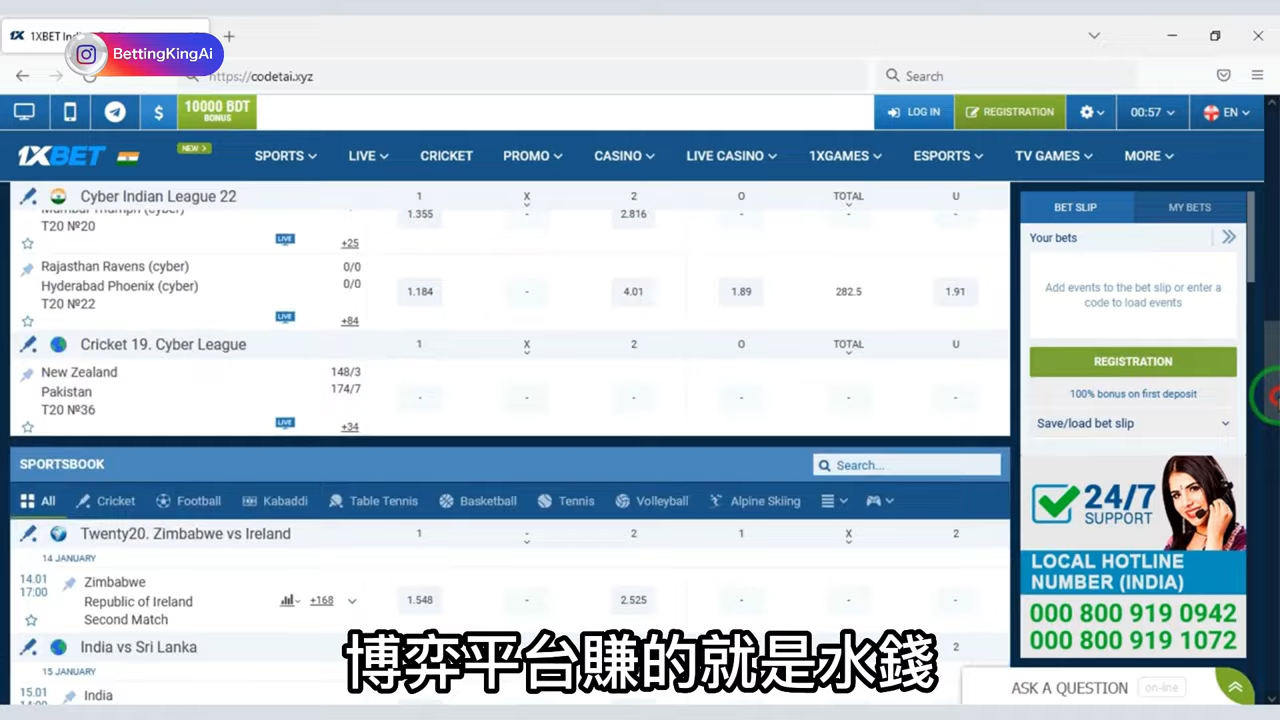 1XBET
BettingKingAi
https://codetai.xyz
Search
10000 BDT
BONUS
LOG IN
REGISTRATION
00:57
EN
1XBET
NEW
SPORTS
LIVE
CRICKET
PROMO
CASINO
LIVE CASINO
1XGAMES
ESPORTS
TV GAMES
MORE
Cyber Indian League 22
1 X 2 O TOTAL U
Mumbai Triumph (cyber)
T20 №20
LIVE
+25
1.355 - 2.816 - - -
Rajasthan Ravens (cyber) 0/0
Hyderabad Phoenix (cyber) 0/0
T20 №22
LIVE
+84
1.184 - 4.01 1.89 282.5 1.91
Cricket 19. Cyber League
1 X 2 O TOTAL U
New Zealand 148/3
Pakistan 174/7
T20 №36
LIVE
+34
- - - - - -
BET SLIP
MY BETS
Your bets
Add events to the bet slip or enter a
code to load events
REGISTRATION
100% bonus on first deposit
Save/load bet slip
24/7
SUPPORT
LOCAL HOTLINE
NUMBER (INDIA)
000 800 919 0942
000 800 919 1072
SPORTSBOOK
Search...
All
Cricket
Football
Kabaddi
Table Tennis
Basketball
Tennis
Volleyball
Alpine Skiing
Twenty20. Zimbabwe vs Ireland
1 - 2 1 X 2
14 JANUARY
14.01
17:00
Zimbabwe
Republic of Ireland
Second Match
+168
1.548 - 2.525 - - -
India vs Sri Lanka
2
15 JANUARY
15.01
India
博弈平台賺的就是水錢
ASK A QUESTION
on-line